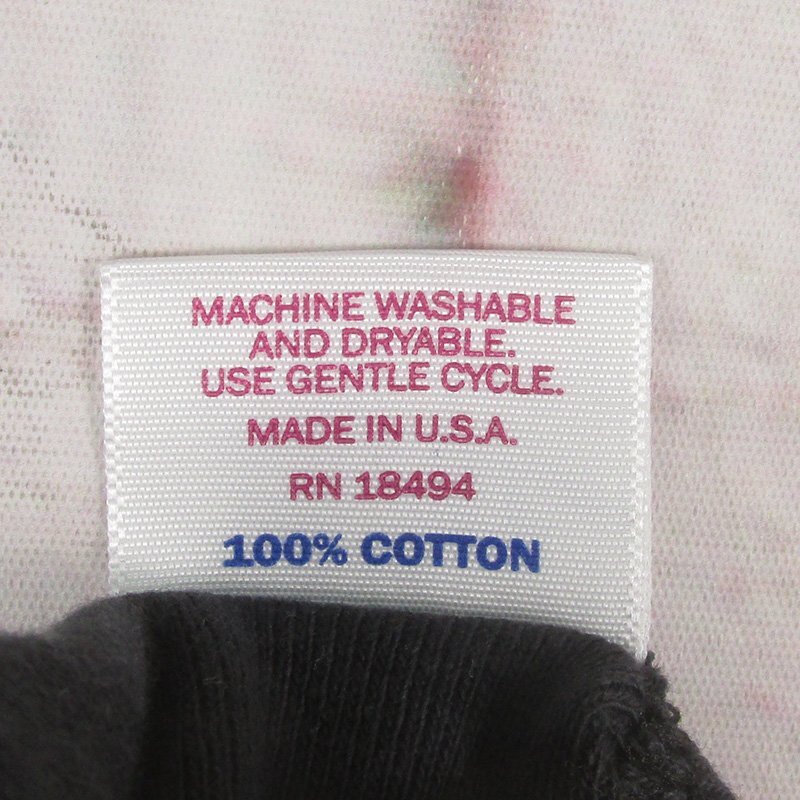 MACHINE WASHABLE
AND DRYABLE.
USE GENTLE CYCLE.
MADE IN U.S.A.
RN 18494
100% COTTON